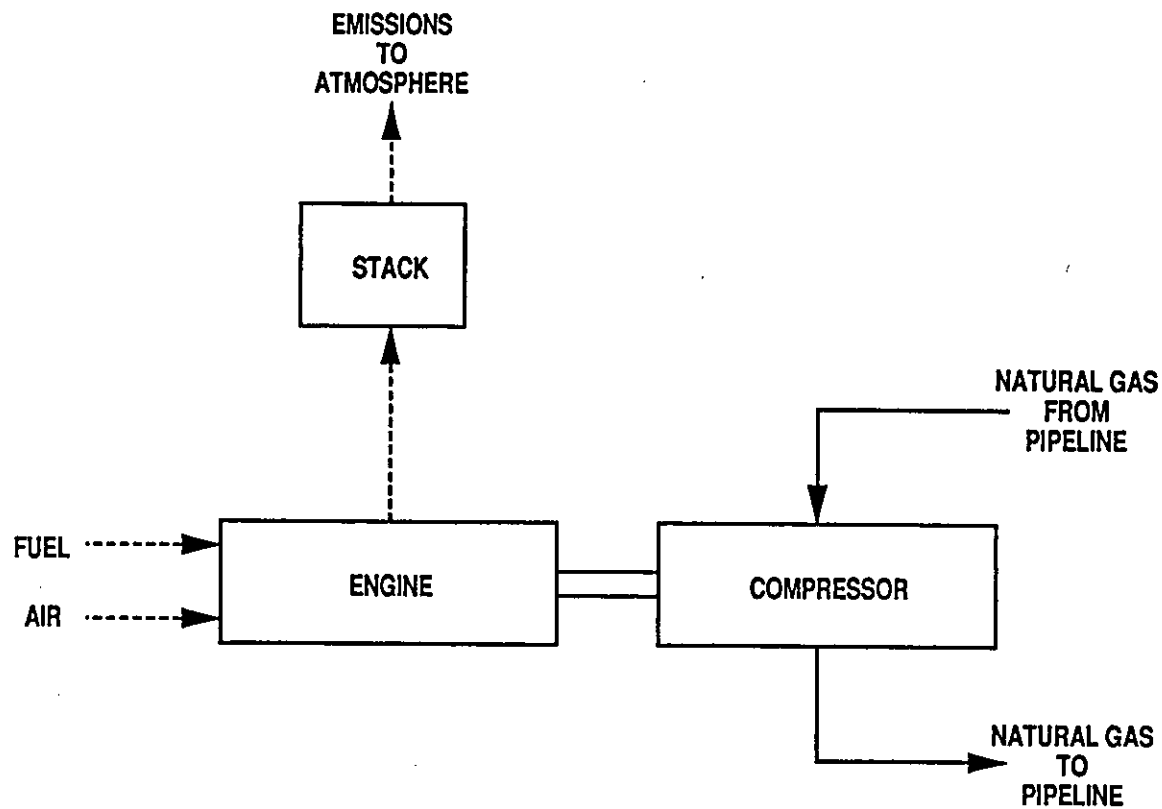 EMISSIONS
TO
ATMOSPHERE
STACK
NATURAL GAS
FROM
PIPELINE
FUEL
AIR
ENGINE
COMPRESSOR
NATURAL GAS
TO
PIPELINE